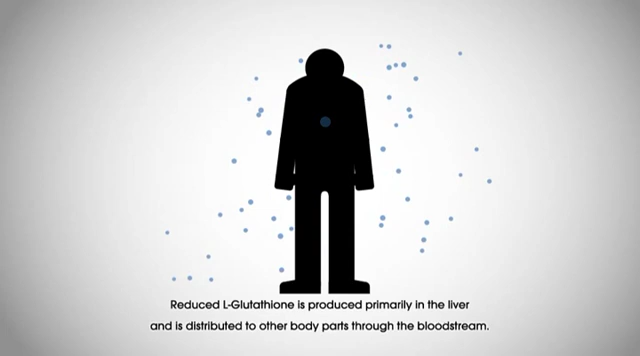 Reduced L-Glutathione is produced primarily in the liver
and is distributed to other body parts through the bloodstream.